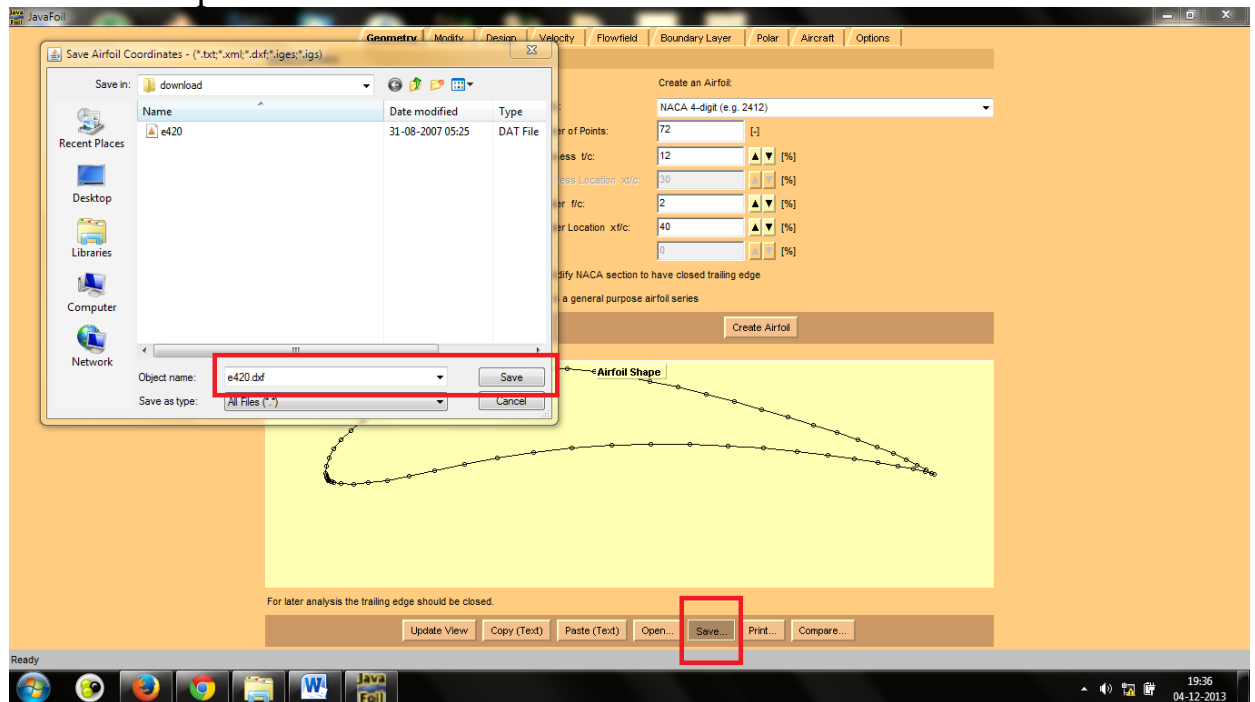 JavaFoil
Geometry Modify Design Velocity Flowfield Boundary Layer Polar Aircraft Options
Save Airfoil Coordinates - (*.txt;*.xml;*.dxf;*.iges;*.igs)
Save in: download
Name Date modified Type
e420 31-08-2007 05:25 DAT File
Recent Places
Desktop
Libraries
Computer
Network
Object name: e420.dxf Save
Save as type: All Files (*.*) Cancel
Create an Airfoil:
NACA 4-digit (e.g. 2412)
er of Points: 72 [-]
ess t/c: 12 [%]
ess Location xt/c: 30 [%]
er f/c: 2 [%]
er Location xf/c: 40 [%]
0 [%]
dify NACA section to have closed trailing edge
a general purpose airfoil series
Create Airfoil
Airfoil Shape
For later analysis the trailing edge should be closed.
Update View Copy (Text) Paste (Text) Open... Save... Print... Compare...
Ready
Java
Foil
19:36
04-12-2013